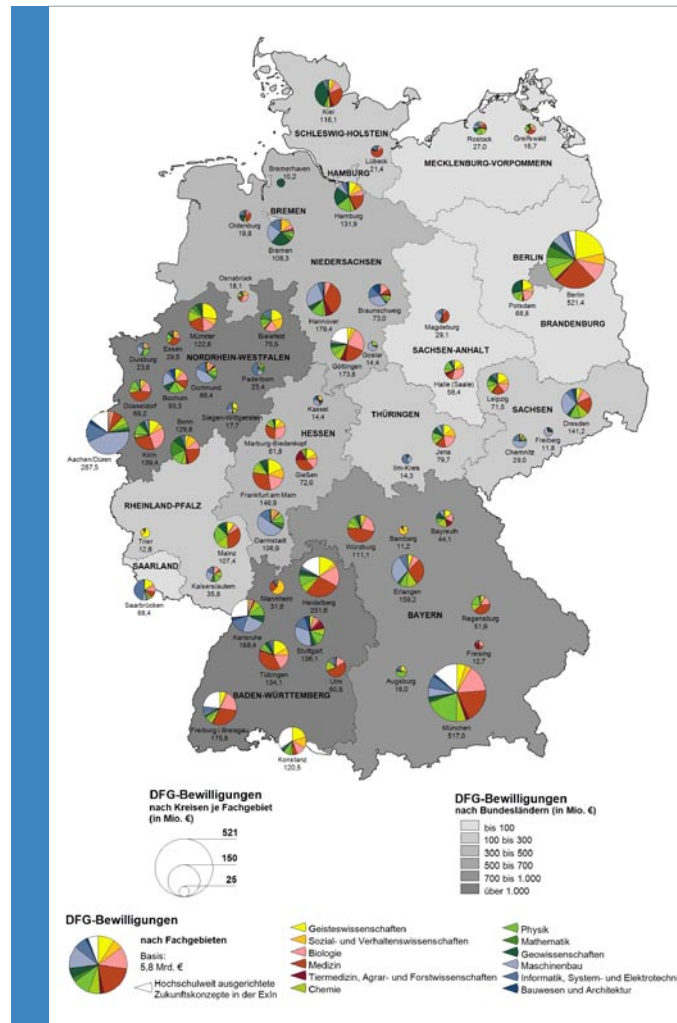 Kiel
116,1
SCHLESWIG-HOLSTEIN
Rostock
27,0
Greifswald
16,7
MECKLENBURG-VORPOMMERN
Lübeck
21,4
Bremerhaven
10,2
HAMBURG
Hamburg
131,9
BREMEN
Oldenburg
19,8
Bremen
108,3
NIEDERSACHSEN
BERLIN
Berlin
521,4
Osnabrück
18,1
Hannover
179,4
Braunschweig
73,0
Magdeburg
29,1
Potsdam
68,6
BRANDENBURG
Münster
122,6
Bielefeld
75,5
Essen
29,5
NORDRHEIN-WESTFALEN
Duisburg
23,6
Göttingen
173,8
Goslar
14,4
SACHSEN-ANHALT
Dortmund
66,4
Paderborn
23,4
Düsseldorf
69,2
Bochum
93,3
Halle (Saale)
56,4
Leipzig
71,5
SACHSEN
Siegen-Wittgenstein
17,7
Kassel
14,4
THÜRINGEN
Dresden
141,2
Bonn
129,8
HESSEN
Aachen/Düren
287,5
Köln
139,4
Marburg-Biedenkopf
61,8
Gießen
72,6
Jena
79,7
Ilm-Kreis
14,3
Chemnitz
29,0
Freiberg
11,8
RHEINLAND-PFALZ
Frankfurt am Main
146,9
Trier
12,8
Mainz
107,4
Darmstadt
106,9
Würzburg
111,1
Bamberg
11,2
Bayreuth
44,1
SAARLAND
Kaiserslautern
35,8
Saarbrücken
68,4
Mannheim
31,8
Heidelberg
251,6
Erlangen
159,2
Karlsruhe
168,4
Stuttgart
136,1
BAYERN
Regensburg
51,9
Tübingen
134,1
Ulm
60,8
Freising
12,7
Augsburg
16,0
München
517,0
BADEN-WÜRTTEMBERG
Freiburg i.Breisgau
175,8
Konstanz
120,5
DFG-Bewilligungen
nach Kreisen je Fachgebiet
(in Mio. €)
521
150
25
DFG-Bewilligungen
nach Bundesländern (in Mio. €)
bis 100
100 bis 300
300 bis 500
500 bis 700
700 bis 1.000
über 1.000
DFG-Bewilligungen
nach Fachgebieten
Basis:
5,8 Mrd. €
Hochschulweit ausgerichtete
Zukunftskonzepte in der ExIn
Geisteswissenschaften
Sozial- und Verhaltenswissenschaften
Biologie
Medizin
Tiermedizin, Agrar- und Forstwissenschaften
Chemie
Physik
Mathematik
Geowissenschaften
Maschinenbau
Informatik, System- und Elektrotechni
Bauwesen und Architektur